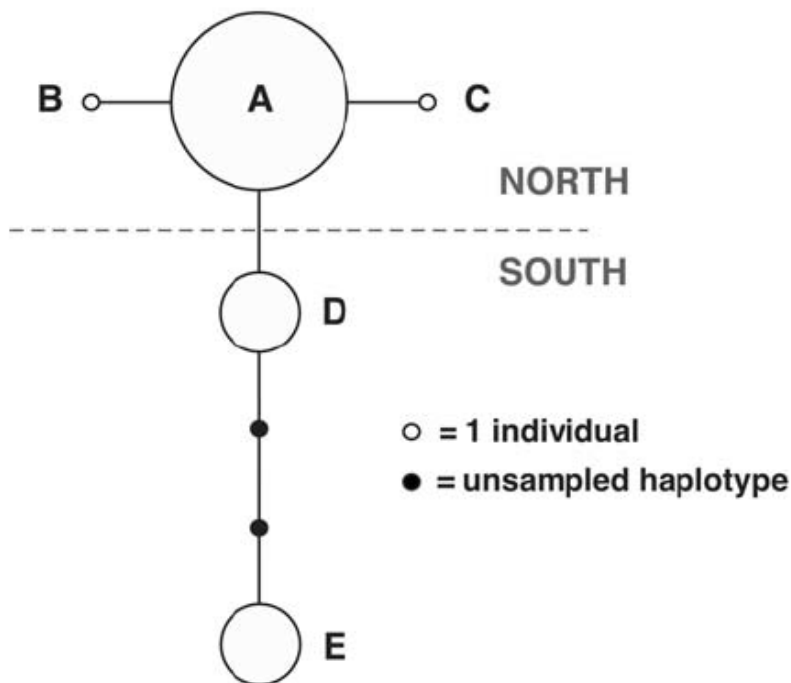 B A C
NORTH
SOUTH
D
= 1 individual
= unsampled haplotype
E